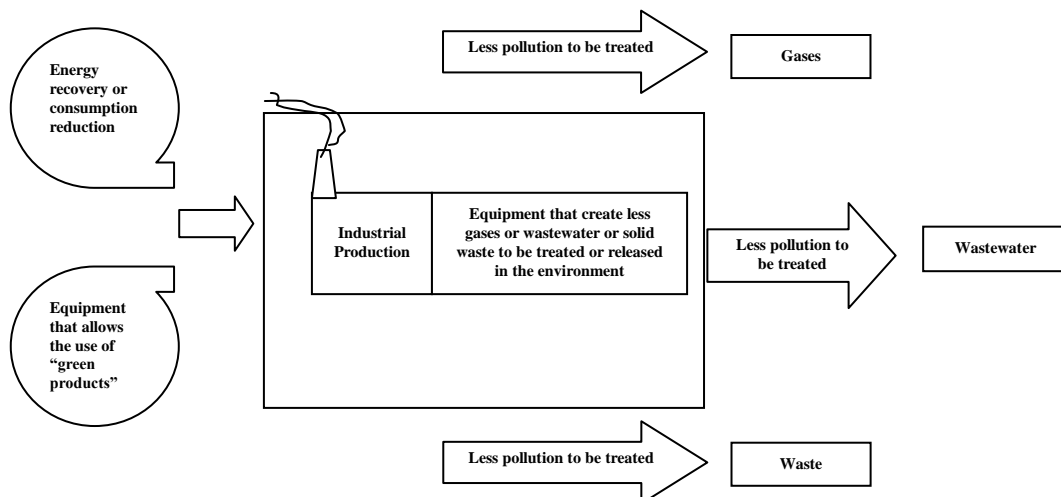 Energy
recovery or
consumption
reduction
Equipment
that allows
the use of
“green
products”
Industrial
Production
Equipment that create less
gases or wastewater or solid
waste to be treated or released
in the environment
Less pollution to be treated
Gases
Less pollution to
be treated
Wastewater
Less pollution to be treated
Waste